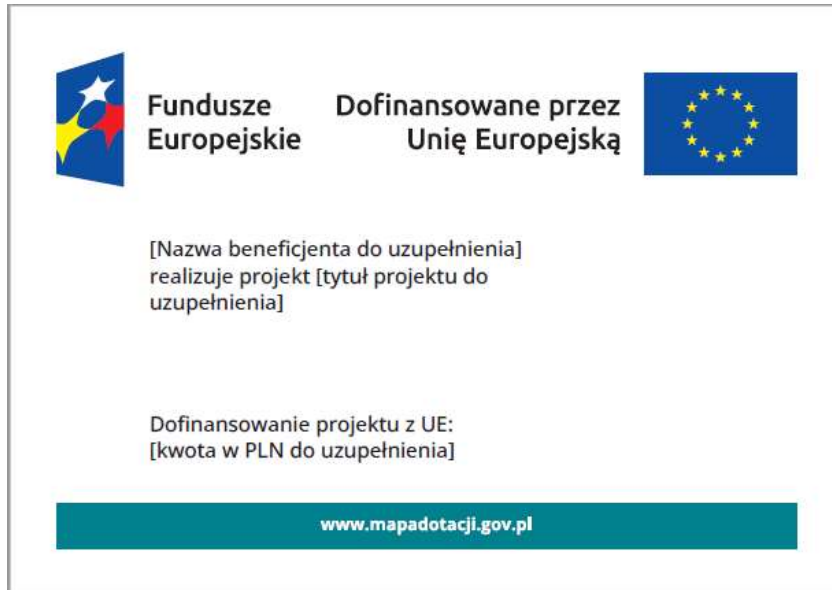 Fundusze
Europejskie
Dofinansowane przez
Unię Europejską
[Nazwa beneficjenta do uzupełnienia]
realizuje projekt [tytuł projektu do
uzupełnienia]
Dofinansowanie projektu z UE:
[kwota w PLN do uzupełnienia]
www.mapadotacji.gov.pl